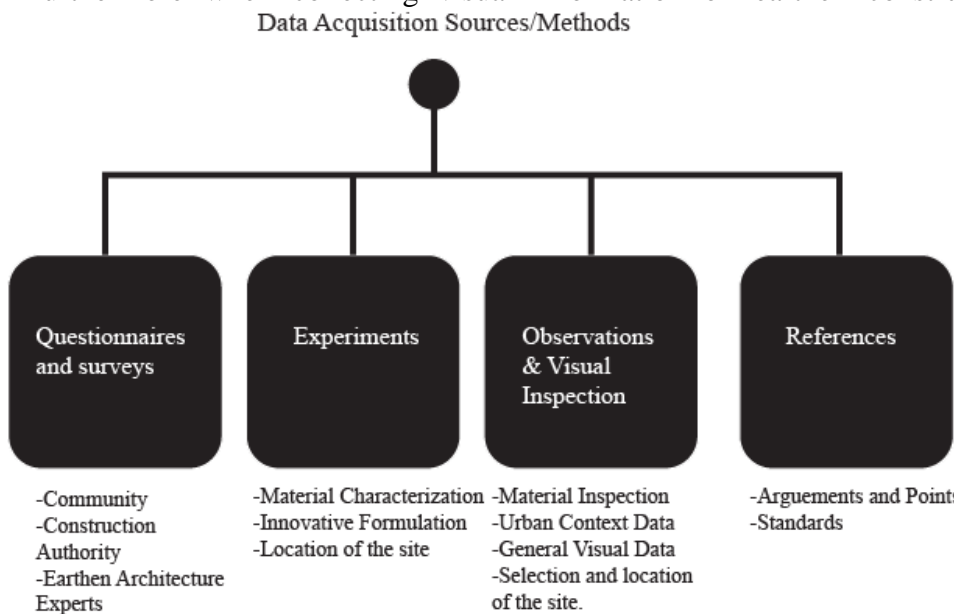 Data Acquisition Sources/Methods
Questionnaires
and surveys
Experiments
Observations
& Visual
Inspection
References
-Community
-Construction
Authority
-Earthen Architecture
Experts
-Material Characterization
-Innovative Formulation
-Location of the site
-Material Inspection
-Urban Context Data
-General Visual Data
-Selection and location
of the site.
-Arguements and Points
-Standards